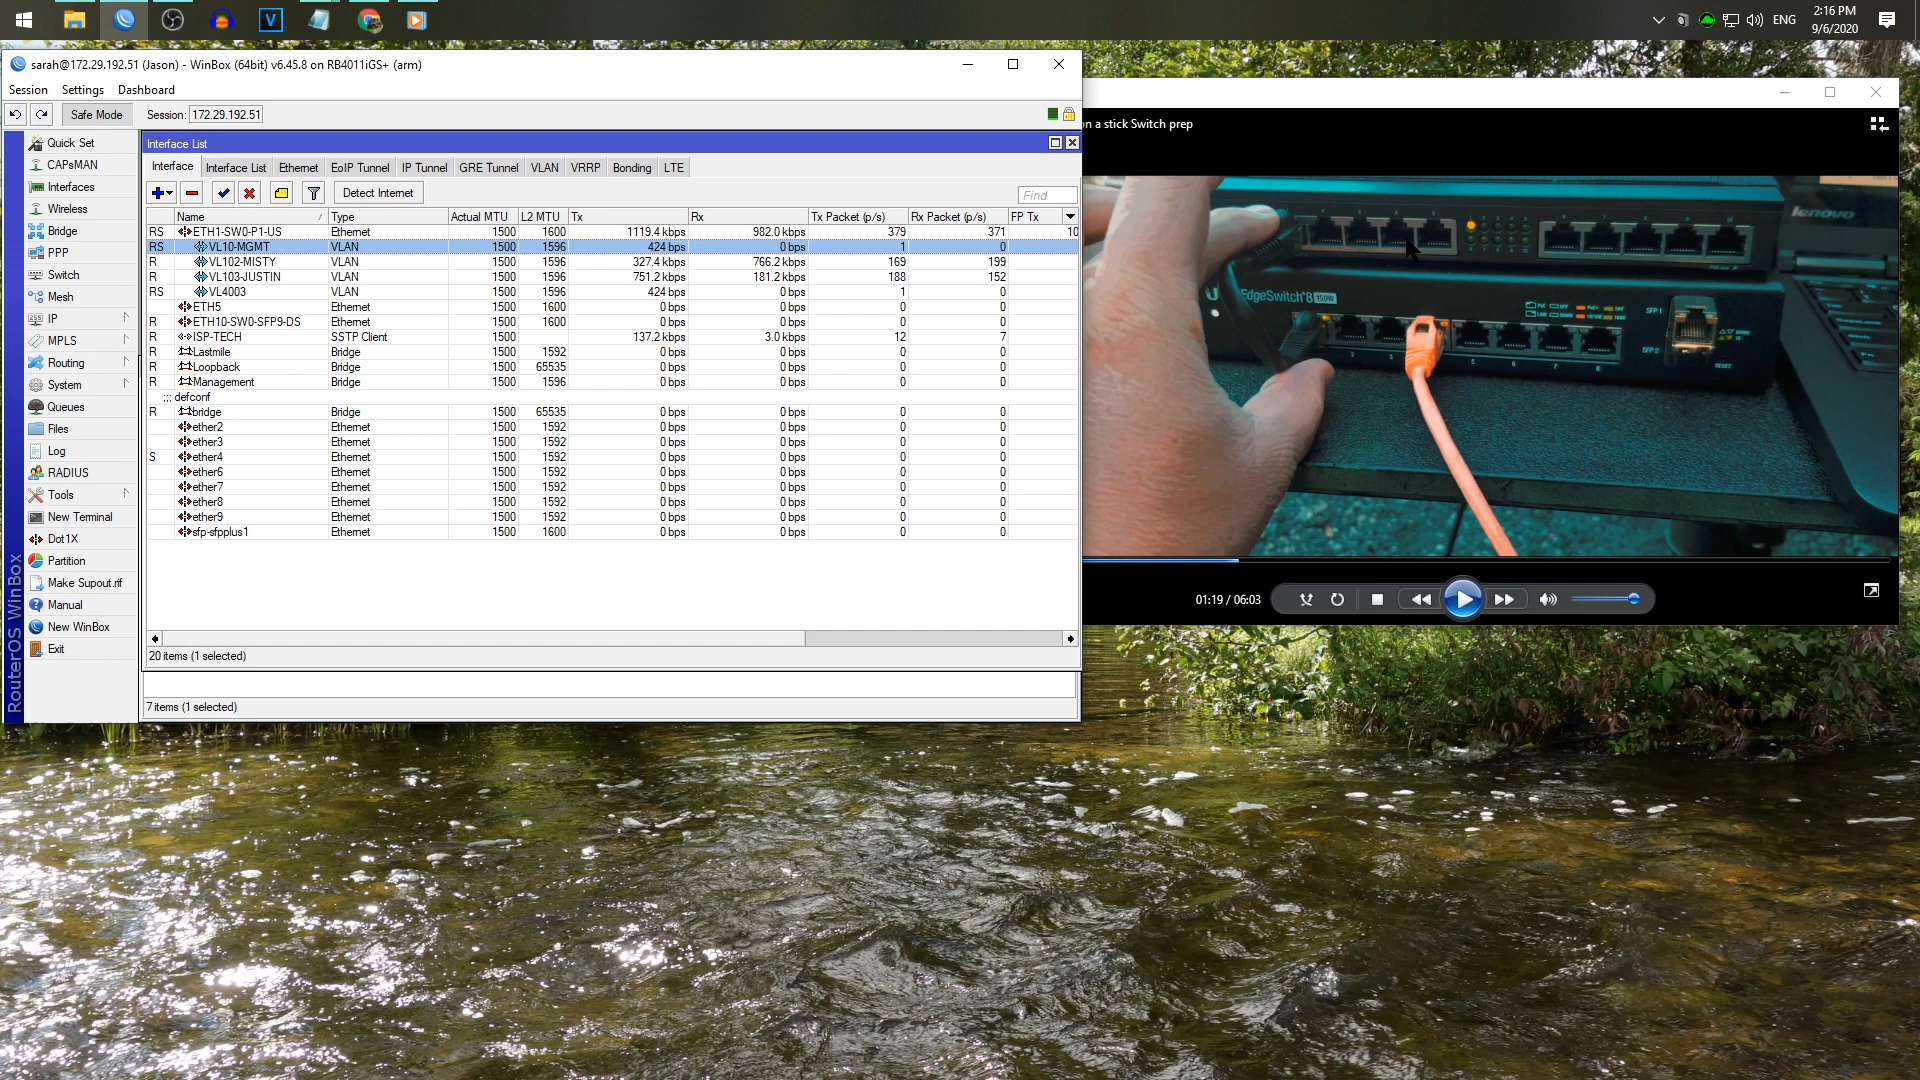 2:16 PM
ENG
9/6/2020
sarah@172.29.192.51 (Jason) - WinBox (64bit) v6.45.8 on RB4011iGS+ (arm)
Session Settings Dashboard
Safe Mode Session: 172.29.192.51
Quick Set
CAPsMAN
Interfaces
Wireless
Bridge
PPP
Switch
Mesh
IP
MPLS
Routing
System
Queues
Files
Log
RADIUS
Tools
New Terminal
Dot1X
Partition
Make Supout.rif
Manual
New WinBox
Exit
RouterOS WinBox
Interface List
Interface Interface List Ethernet EoIP Tunnel IP Tunnel GRE Tunnel VLAN VRRP Bonding LTE
Detect Internet Find
Name / Type Actual MTU L2 MTU Tx Rx Tx Packet (p/s) Rx Packet (p/s) FP Tx
RS ETH1-SW0-P1-US Ethernet 1500 1600 1119.4 kbps 982.0 kbps 379 371 10
RS VL10-MGMT VLAN 1500 1596 424 bps 0 bps 1 0
R VL102-MISTY VLAN 1500 1596 327.4 kbps 766.2 kbps 169 199
R VL103-JUSTIN VLAN 1500 1596 751.2 kbps 181.2 kbps 188 152
RS VL4003 VLAN 1500 1596 424 bps 0 bps 1 0
ETH5 Ethernet 1500 1600 0 bps 0 bps 0 0
R ETH10-SW0-SFP9-DS Ethernet 1500 1600 0 bps 0 bps 0 0
R ISP-TECH SSTP Client 1500 137.2 kbps 3.0 kbps 12 7
R Lastmile Bridge 1500 1592 0 bps 0 bps 0 0
R Loopback Bridge 1500 65535 0 bps 0 bps 0 0
R Management Bridge 1500 1596 0 bps 0 bps 0 0
;;; defconf
R bridge Bridge 1500 65535 0 bps 0 bps 0 0
ether2 Ethernet 1500 1592 0 bps 0 bps 0 0
ether3 Ethernet 1500 1592 0 bps 0 bps 0 0
S ether4 Ethernet 1500 1592 0 bps 0 bps 0 0
ether6 Ethernet 1500 1592 0 bps 0 bps 0 0
ether7 Ethernet 1500 1592 0 bps 0 bps 0 0
ether8 Ethernet 1500 1592 0 bps 0 bps 0 0
ether9 Ethernet 1500 1592 0 bps 0 bps 0 0
sfp-sfpplus1 Ethernet 1500 1600 0 bps 0 bps 0 0
20 items (1 selected)
7 items (1 selected)
on a stick Switch prep
lenovo
EdgeSwitch 8 150W
SFP 1
SFP 2
RESET
3 5 6 7 8
01:19 / 06:03